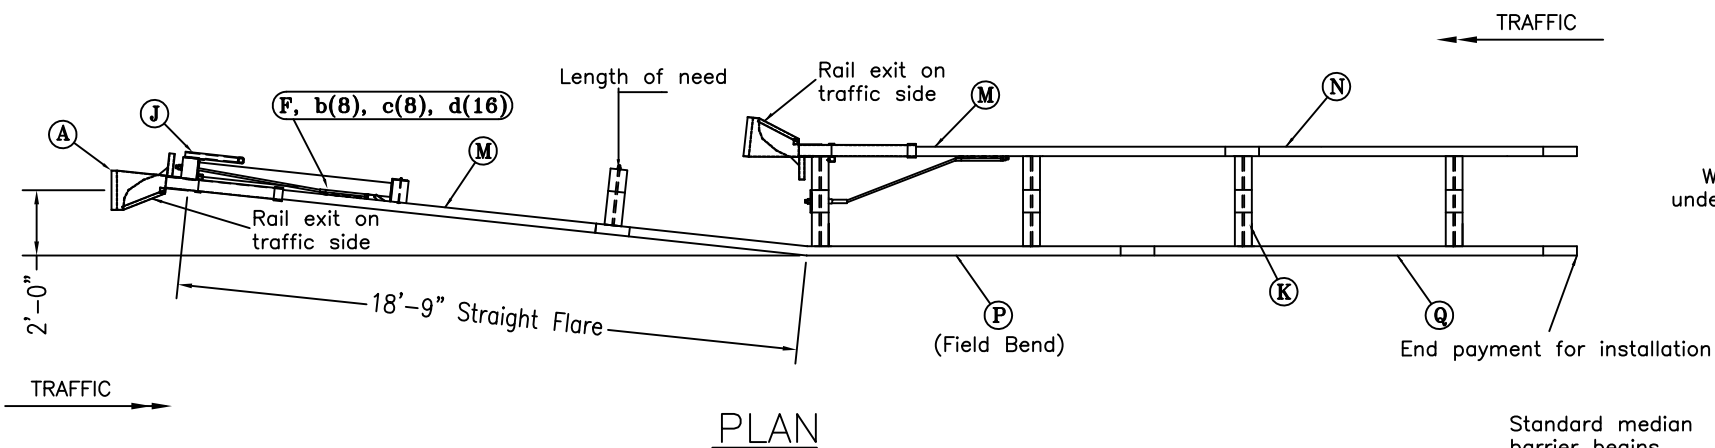 TRAFFIC
Length of need
Rail exit on
traffic side
M
N
J
F, b(8), c(8), d(16)
A
M
Rail exit on
traffic side
2'-0"
18'-9" Straight Flare
K
P
(Field Bend)
Q
End payment for installation
TRAFFIC
PLAN
Standard median
barrier begins